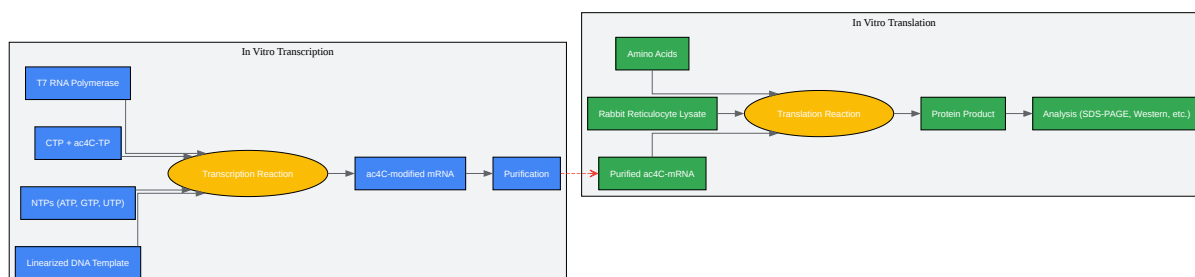 In Vitro Transcription
T7 RNA Polymerase
CTP + ac4C-TP
NTPs (ATP, GTP, UTP)
Linearized DNA Template
Transcription Reaction
ac4C-modified mRNA
Purification
In Vitro Translation
Amino Acids
Rabbit Reticulocyte Lysate
Purified ac4C-mRNA
Translation Reaction
Protein Product
Analysis (SDS-PAGE, Western, etc.)